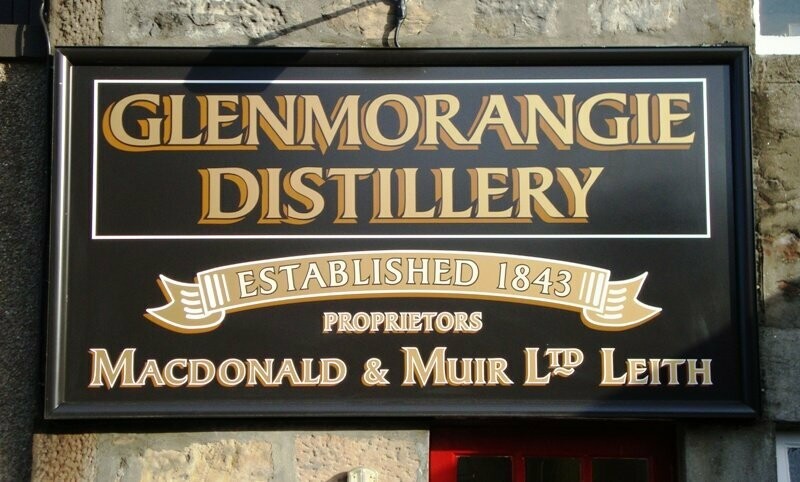 GLENMORANGIE
DISTILLERY
ESTABLISHED 1843
PROPRIETORS
MACDONALD & MUIR LTD LEITH